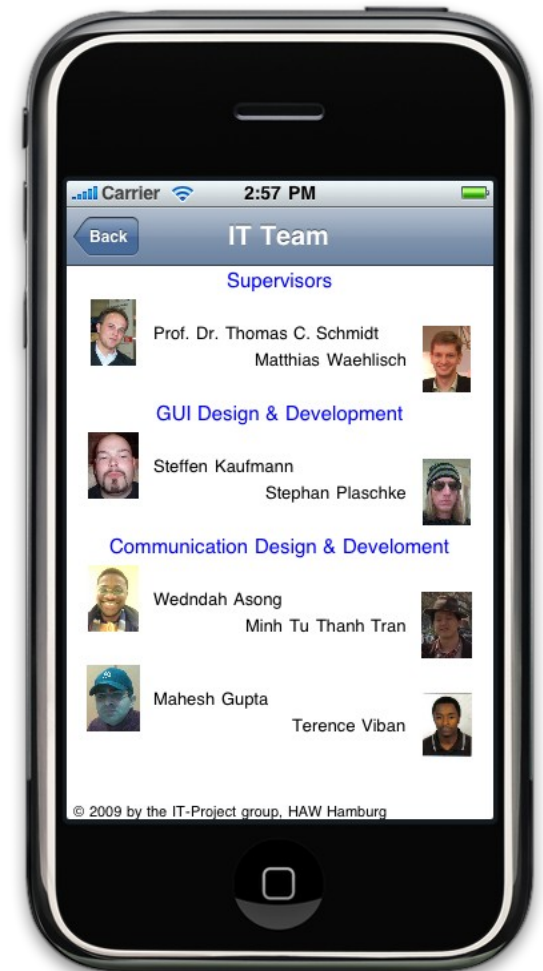 Carrier 2:57 PM
Back IT Team
Supervisors
Prof. Dr. Thomas C. Schmidt
Matthias Waehlisch
GUI Design & Development
Steffen Kaufmann
Stephan Plaschke
Communication Design & Develoment
Wedndah Asong
Minh Tu Thanh Tran
Mahesh Gupta
Terence Viban
© 2009 by the IT-Project group, HAW Hamburg